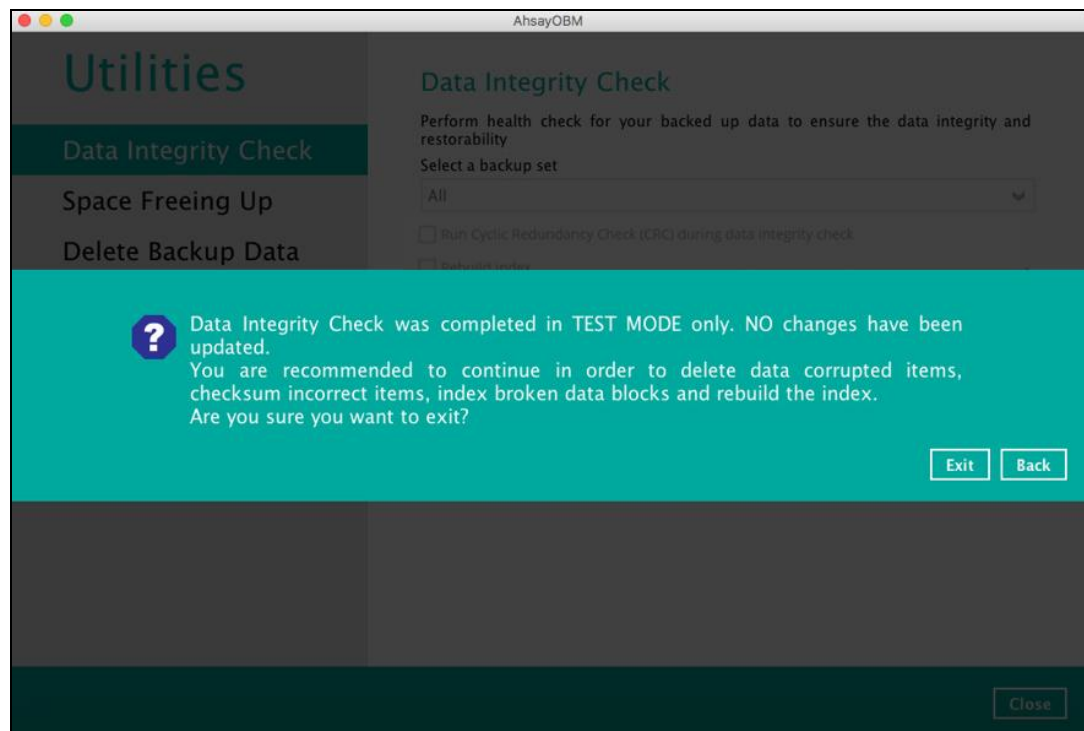 AhsayOBM
Utilities
Data Integrity Check
Space Freeing Up
Delete Backup Data
Data Integrity Check
Perform health check for your backed up data to ensure the data integrity and
restorability
Select a backup set
All
Run Cyclic Redundancy Check (CRC) during data integrity check
Rebuild index
?
Data Integrity Check was completed in TEST MODE only. NO changes have been
updated.
You are recommended to continue in order to delete data corrupted items,
checksum incorrect items, index broken data blocks and rebuild the index.
Are you sure you want to exit?
Exit Back
Close